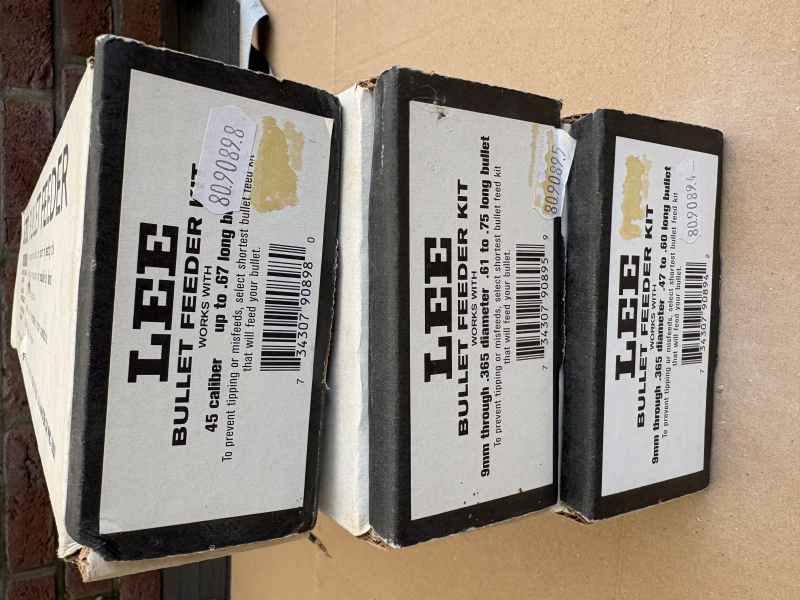 BULLET FEEDER
LEE
BULLET FEEDER KIT
WORKS WITH
45 caliber up to .67 long
To prevent tipping or misfeeds, select shortest bullet feed kit
that will feed your bullet.
7 34307 90898 0
80.9089.8
LEE
BULLET FEEDER KIT
WORKS WITH
9mm through .365 diameter .61 to .75 long bullet
To prevent tipping or misfeeds, select shortest bullet feed kit
that will feed your bullet.
7 34307 90895 9
80.9089.5
LEE
BULLET FEEDER KIT
WORKS WITH
9mm through .365 diameter .47 to .60 long bullet
To prevent tipping or misfeeds, select shortest bullet feed kit
that will feed your bullet.
7 34307 90894 2
80.9089.4